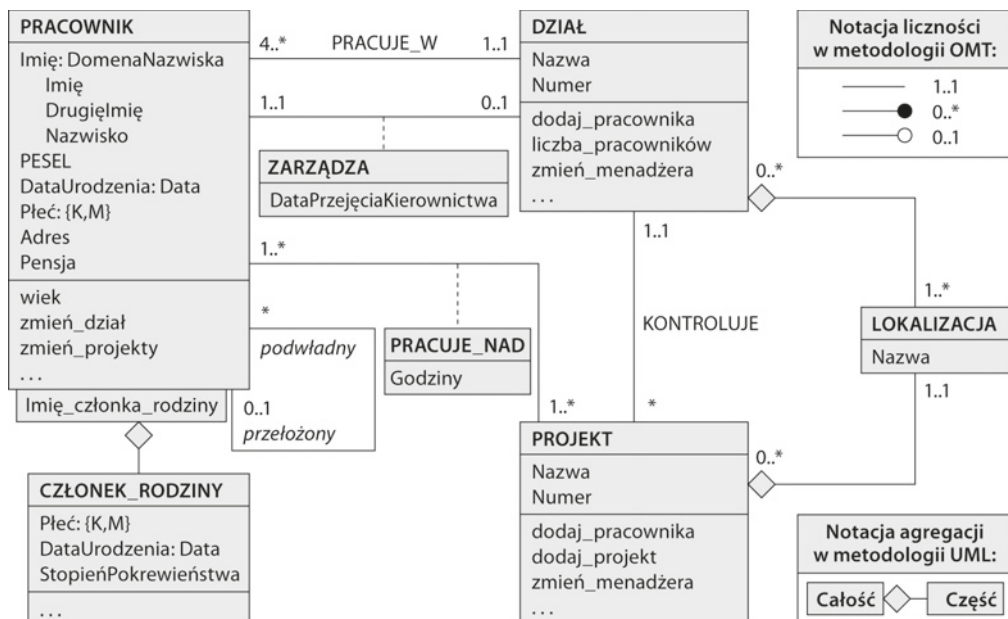 PRACOWNIK
Imię: DomenaNazwiska
Imię
DrugięImię
Nazwisko
PESEL
DataUrodzenia: Data
Płeć: {K,M}
Adres
Pensja
wiek
zmień_dział
zmień_projekty
...
Imię_członka_rodziny
CZŁONEK_RODZINY
Płeć: {K,M}
DataUrodzenia: Data
StopieńPokrewieństwa
...
4..*
PRACUJE_W
1..1
1..1
0..1
ZARZĄDZA
DataPrzejęciaKierownictwa
1..*
*
podwładny
0..1
przełożony
PRACUJE_NAD
Godziny
1..*
DZIAŁ
Nazwa
Numer
dodaj_pracownika
liczba_pracowników
zmień_menadżera
...
0..*
1..1
KONTROLUJE
*
PROJEKT
Nazwa
Numer
dodaj_pracownika
dodaj_projekt
zmień_menadżera
...
0..*
1..*
LOKALIZACJA
Nazwa
1..1
Notacja liczności
w metodologii OMT:
1..1
0..*
0..1
Notacja agregacji
w metodologii UML:
Całość
Część